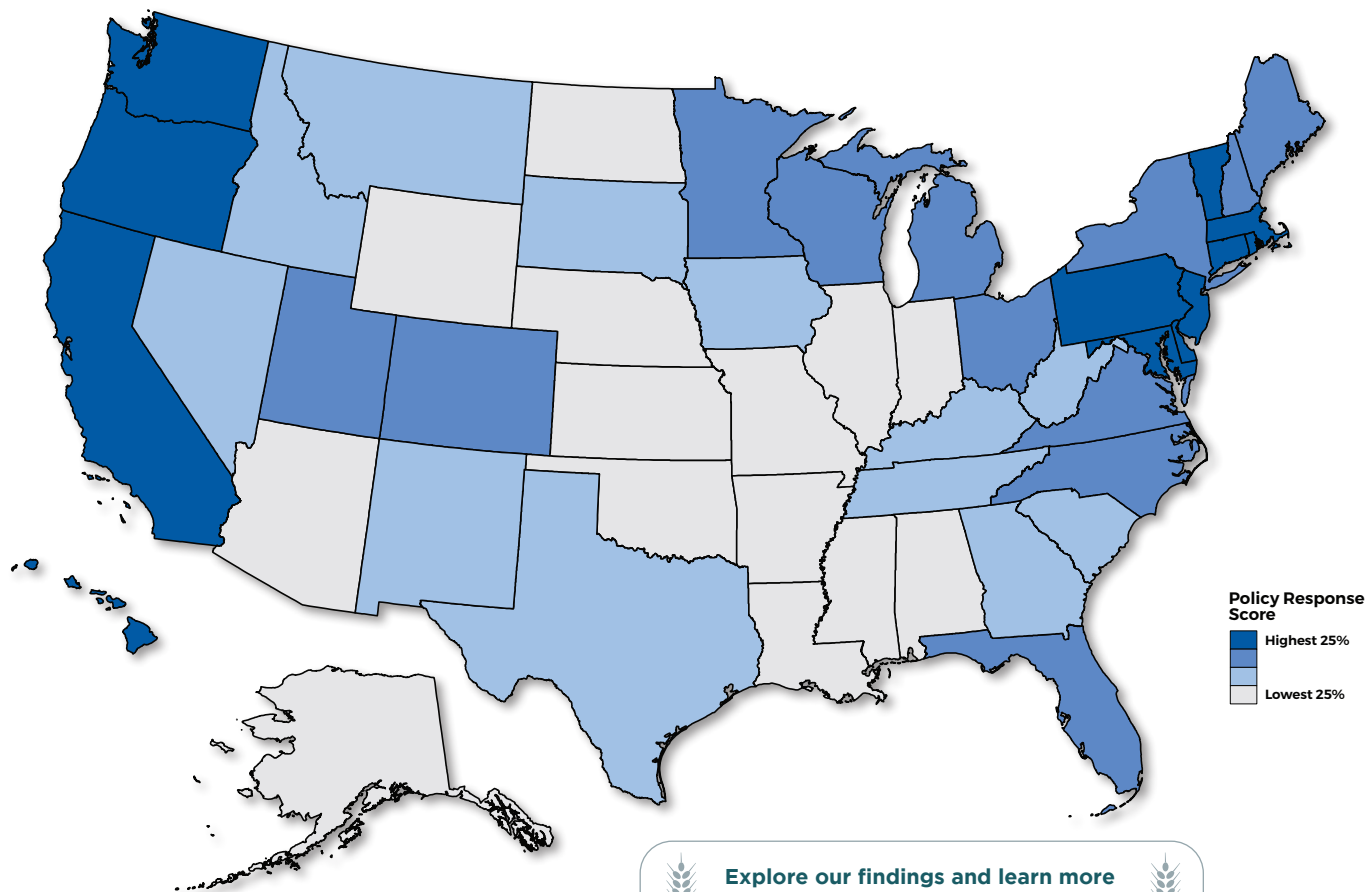 Policy Response
Score
Highest 25%
Lowest 25%
Explore our findings and learn more